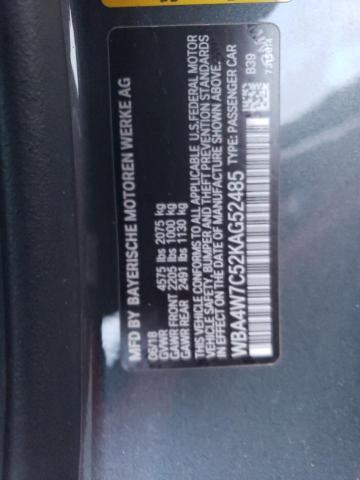 MFD BY BAYERISCHE MOTOREN WERKE AG
06/18
GVWR 4575 lbs 2075 kg
GAWR FRONT 2205 lbs 1000 kg
GAWR REAR 2491 lbs 1130 kg
THIS VEHICLE CONFORMS TO ALL APPLICABLE U.S. FEDERAL MOTOR
VEHICLE SAFETY, BUMPER, AND THEFT PREVENTION STANDARDS
IN EFFECT ON THE DATE OF MANUFACTURE SHOWN ABOVE.
WBA4W7C52KAG52485 TYPE: PASSENGER CAR
B39